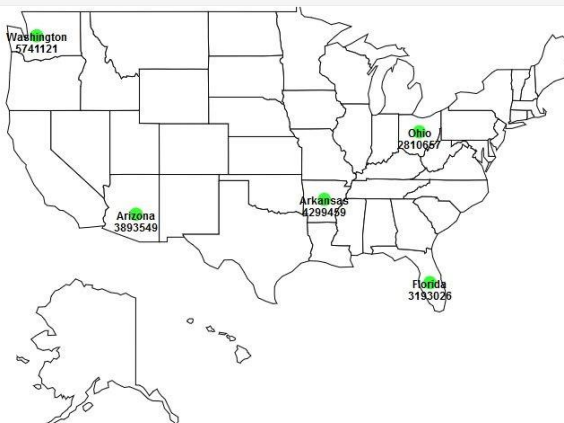 Washington
5741121
Ohio
2810657
Arkansas
4299459
Arizona
3893549
Florida
3193026